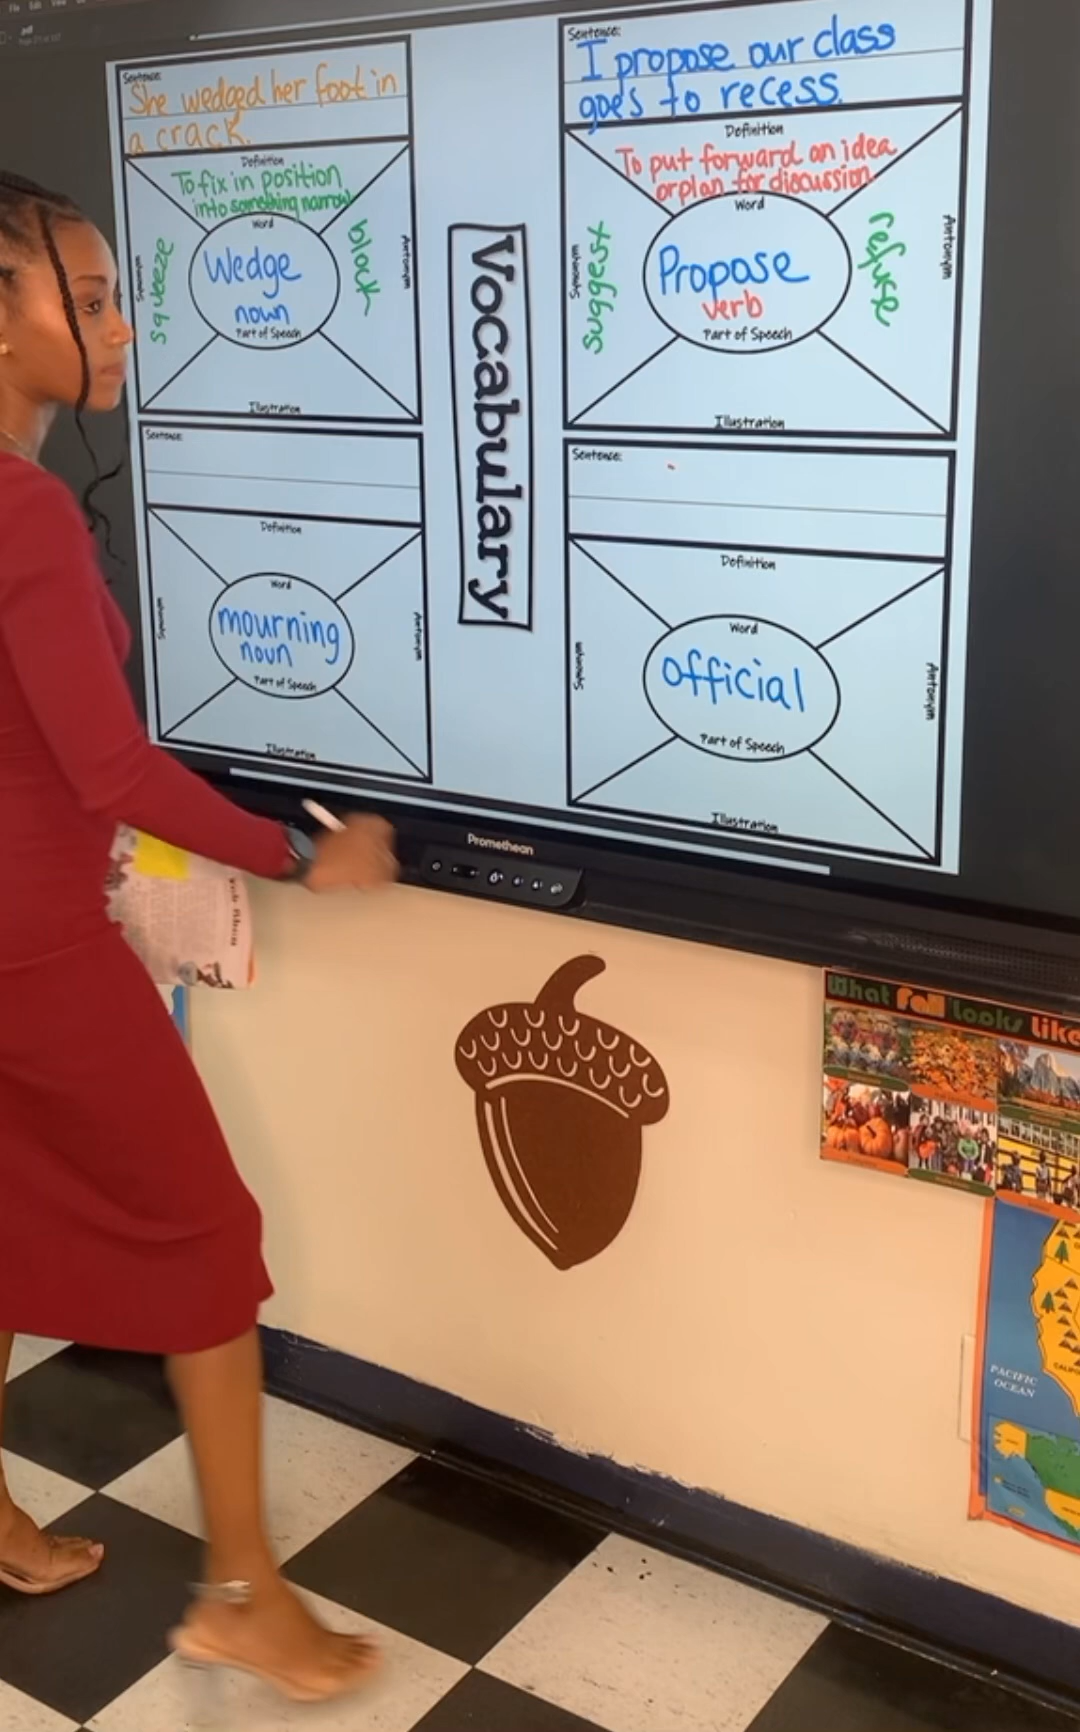 File Edit View
pdf
Sentence:
She wedged her foot in
a crack.
Definition
To fix in position
into something narrow
Synonym
squeeze
Word
Wedge
noun
Part of Speech
block
Antonym
Illustration
Sentence:
I propose our class
goes to recess.
Definition
To put forward an idea
or plan for discussion.
Synonym
suggest
Word
Propose
verb
Part of Speech
refuse
Antonym
Illustration
Vocabulary
Sentence:
Definition
Synonym
Word
mourning
noun
Part of Speech
Antonym
Illustration
Sentence:
Definition
Synonym
Word
official
Part of Speech
Antonym
Illustration
Promethean
What Fall Looks Like
PACIFIC
OCEAN